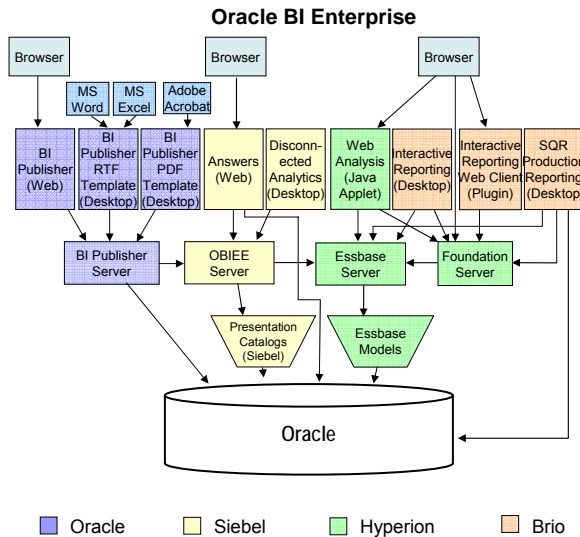 Oracle BI Enterprise
Browser
Browser
Browser
MS
Word
MS
Excel
Adobe
Acrobat
BI
Publisher
(Web)
BI
Publisher
RTF
Template
(Desktop)
BI
Publisher
PDF
Template
(Desktop)
Answers
(Web)
Disconn-
ected
Analytics
(Desktop)
Web
Analysis
(Java
Applet)
Interactive
Reporting
(Desktop)
Interactive
Reporting
Web Client
(Plugin)
SQR
Production
Reporting
(Desktop
BI Publisher
Server
OBIEE
Server
Essbase
Server
Foundation
Server
Presentation
Catalogs
(Siebel)
Essbase
Models
Oracle
Oracle
Siebel
Hyperion
Brio